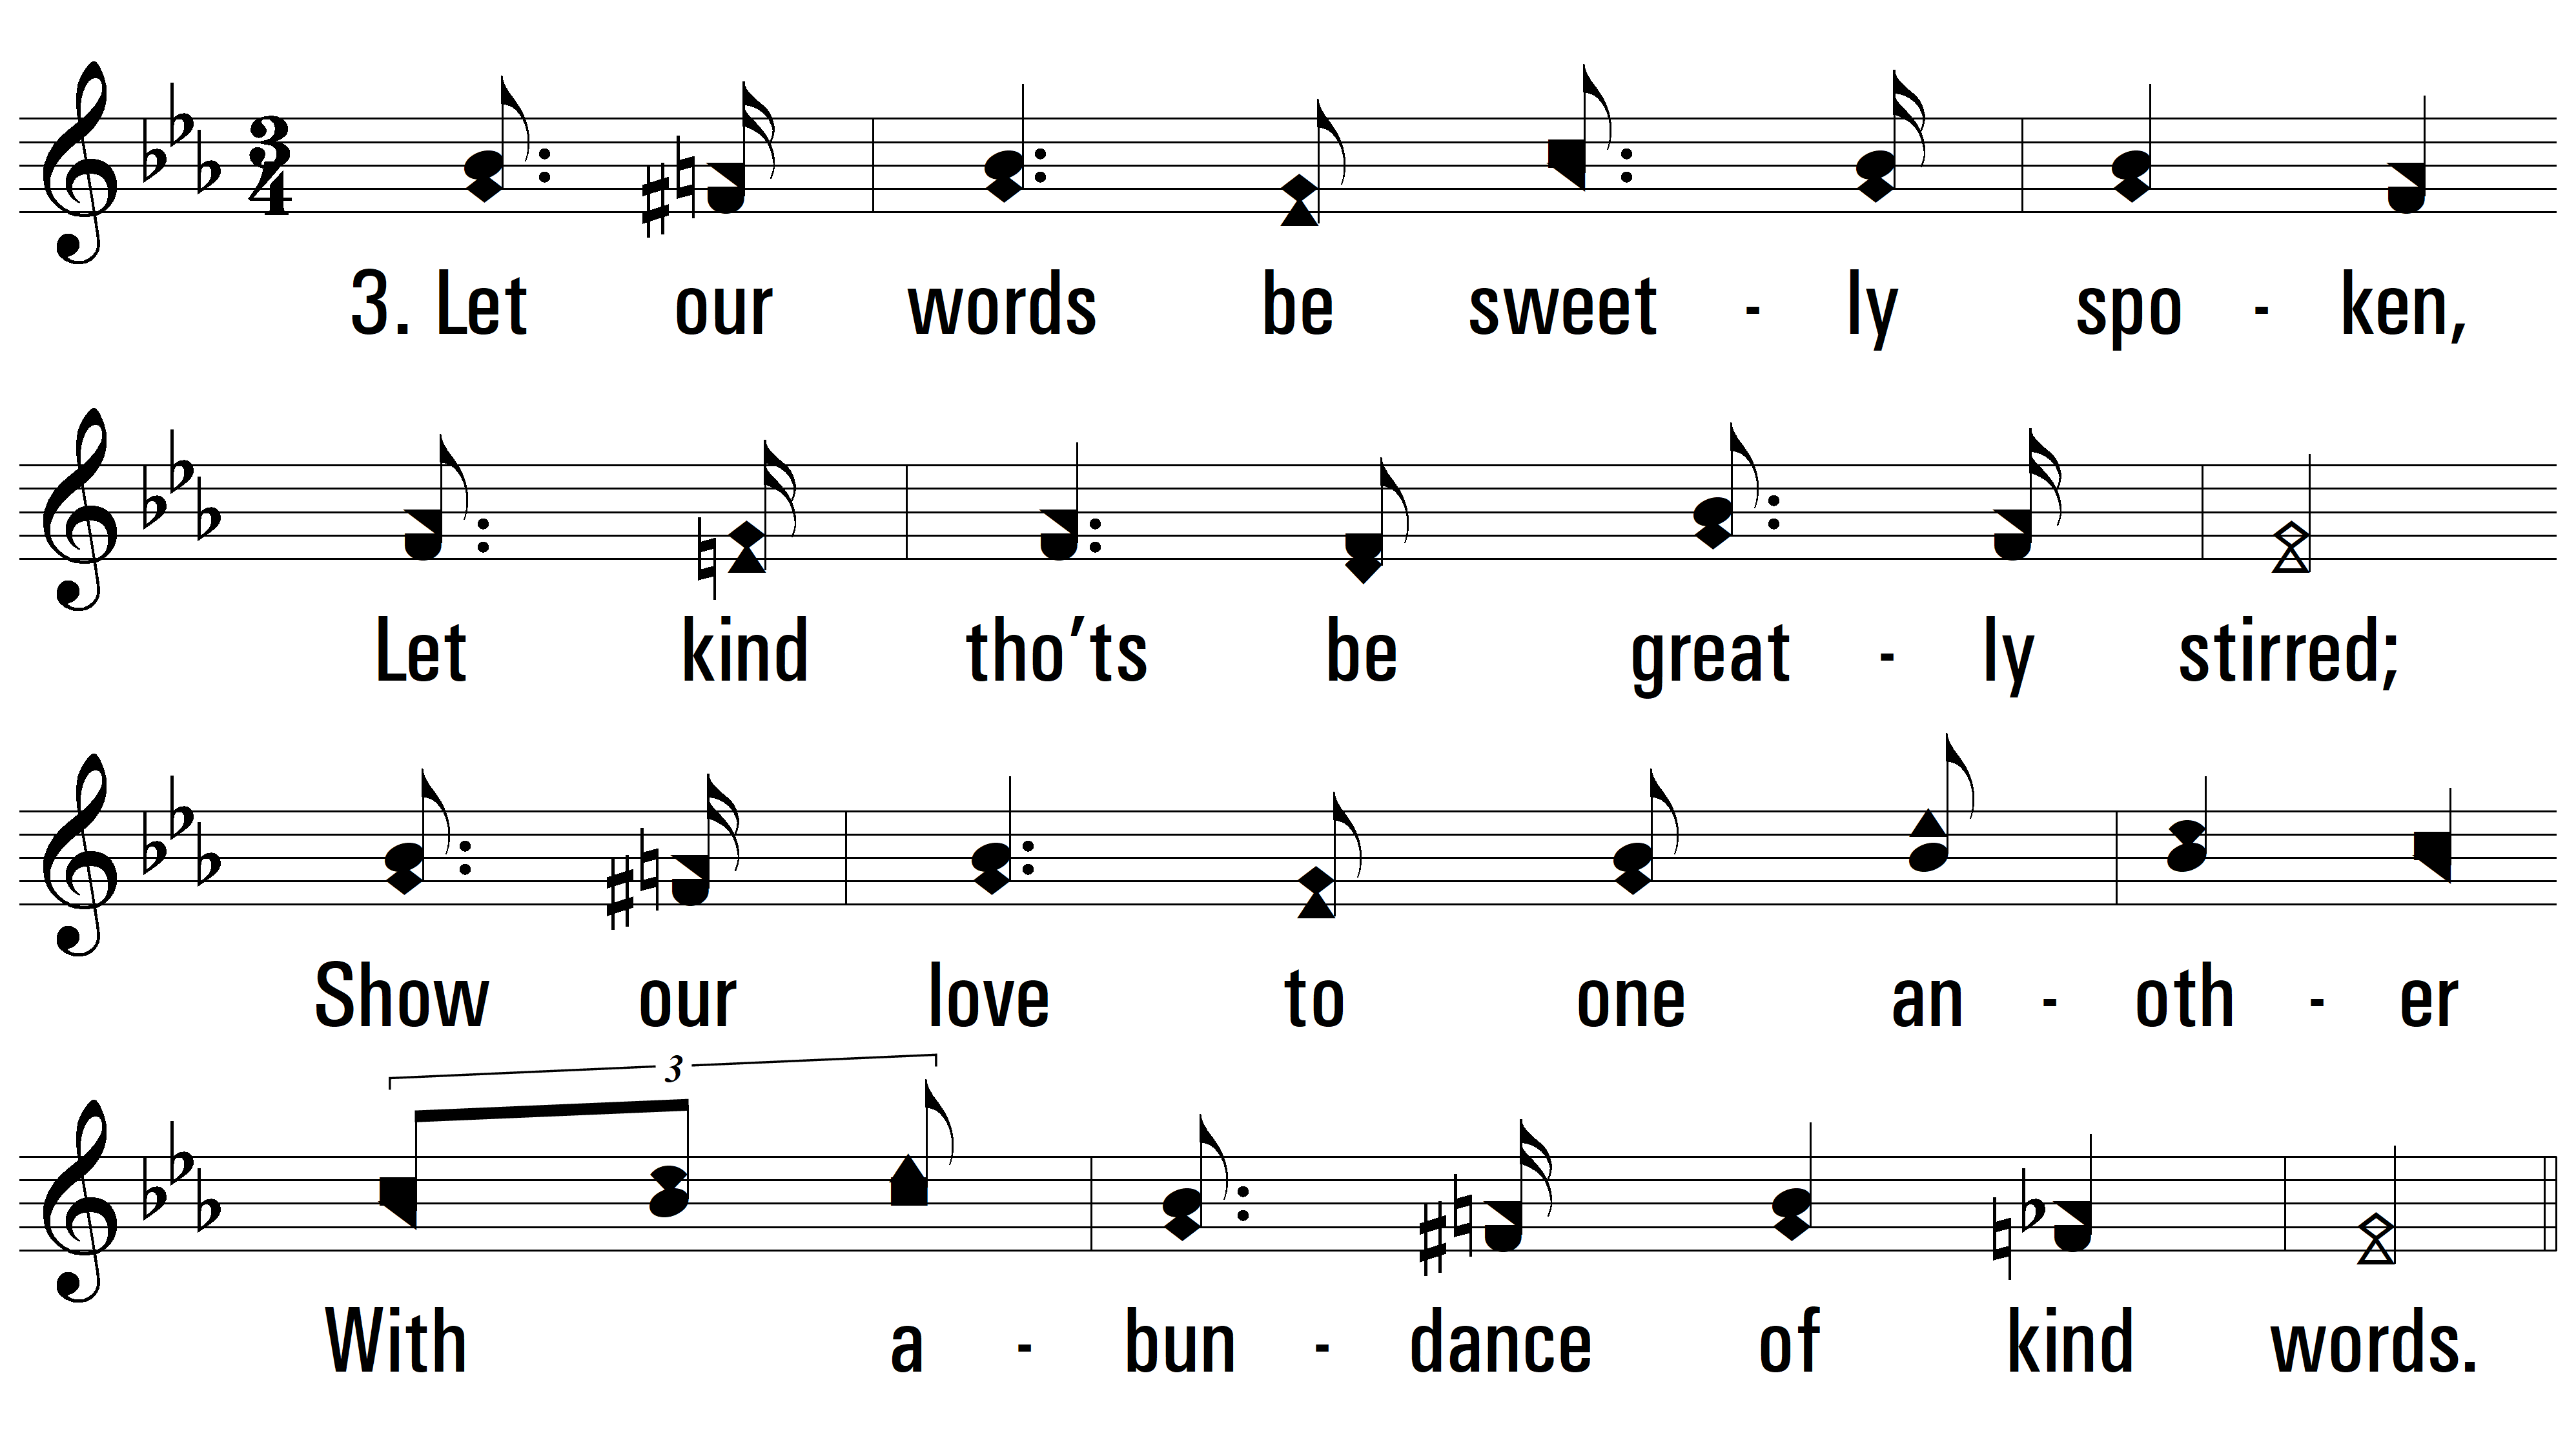 3. Let our words be sweet - ly spo - ken,
Let kind tho’ts be great - ly stirred;
Show our love to one an - oth - er
3
With a - bun - dance of kind words.